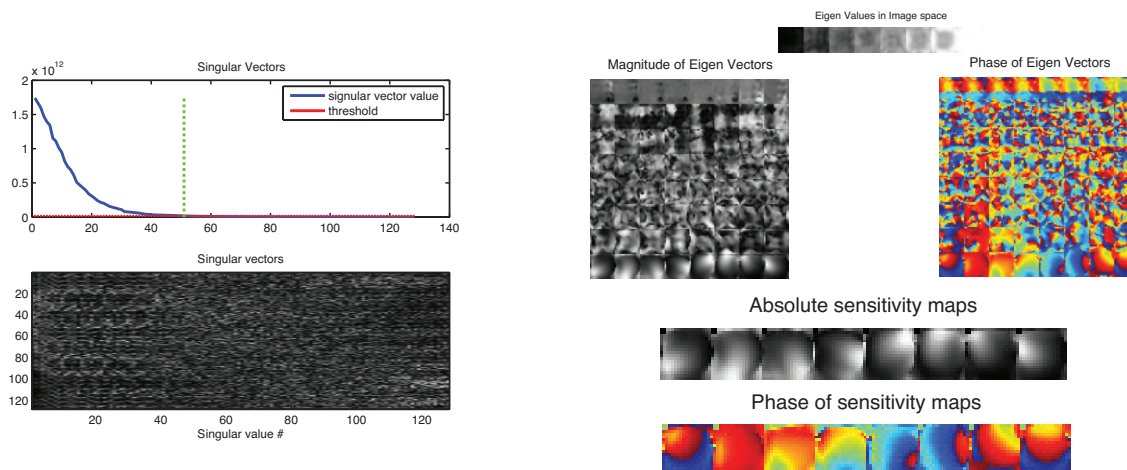 Singular Vectors
x 10^12
2
1.5
1
0.5
0
signular vector value
threshold
0 20 40 60 80 100 120 140
Singular vectors
20
40
60
80
100
120
20 40 60 80 100 120
Singular value #
Eigen Values in Image space
Magnitude of Eigen Vectors
Phase of Eigen Vectors
Absolute sensitivity maps
Phase of sensitivity maps